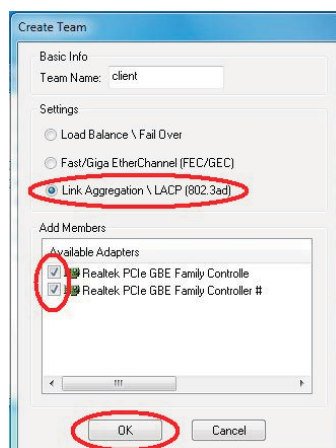 Create Team
Basic Info
Team Name: client
Settings
Load Balance \ Fail Over
Fast/Giga EtherChannel (FEC/GEC)
Link Aggregation \ LACP (802.3ad)
Add Members
Available Adapters
Realtek PCIe GBE Family Controlle
Realtek PCIe GBE Family Controller #
OK Cancel